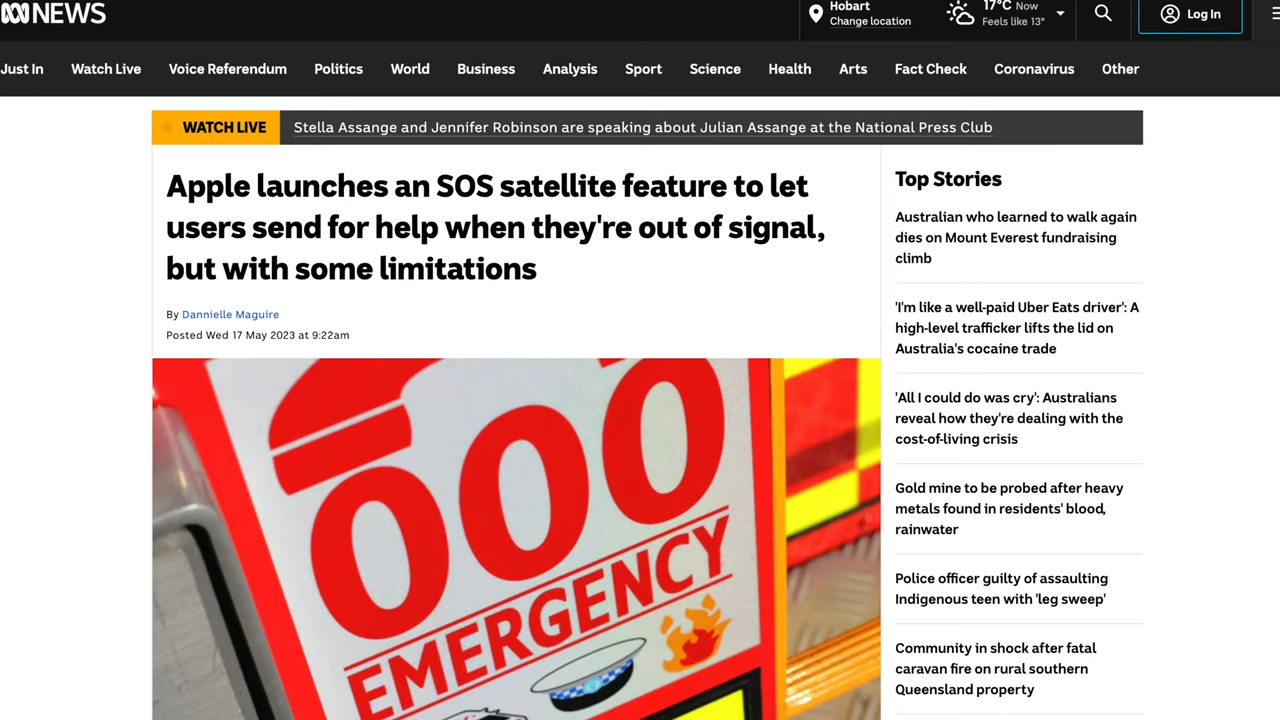 NEWS
Hobart
Change location
17°C Now
Feels like 13°
Log In
Just In
Watch Live
Voice Referendum
Politics
World
Business
Analysis
Sport
Science
Health
Arts
Fact Check
Coronavirus
Other
WATCH LIVE
Stella Assange and Jennifer Robinson are speaking about Julian Assange at the National Press Club
Apple launches an SOS satellite feature to let
users send for help when they're out of signal,
but with some limitations
By Dannielle Maguire
Posted Wed 17 May 2023 at 9:22am
000
EMERGENCY
Top Stories
Australian who learned to walk again
dies on Mount Everest fundraising
climb
'I'm like a well-paid Uber Eats driver': A
high-level trafficker lifts the lid on
Australia's cocaine trade
'All I could do was cry': Australians
reveal how they're dealing with the
cost-of-living crisis
Gold mine to be probed after heavy
metals found in residents' blood,
rainwater
Police officer guilty of assaulting
Indigenous teen with 'leg sweep'
Community in shock after fatal
caravan fire on rural southern
Queensland property